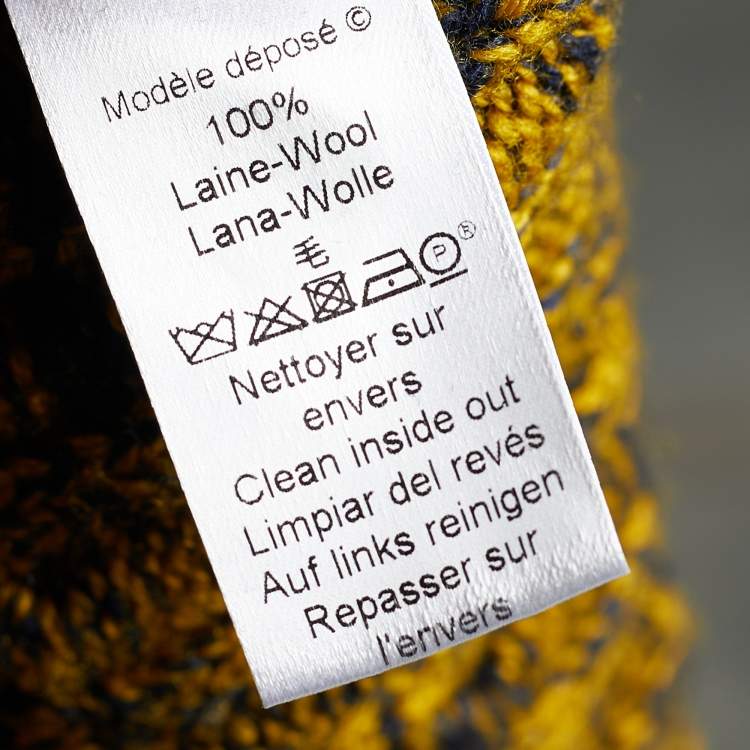 Modèle déposé ©
100%
Laine-Wool
Lana-Wolle
P ®
Nettoyer sur
envers
Clean inside out
Limpiar del revés
Auf links reinigen
Repasser sur
l'envers